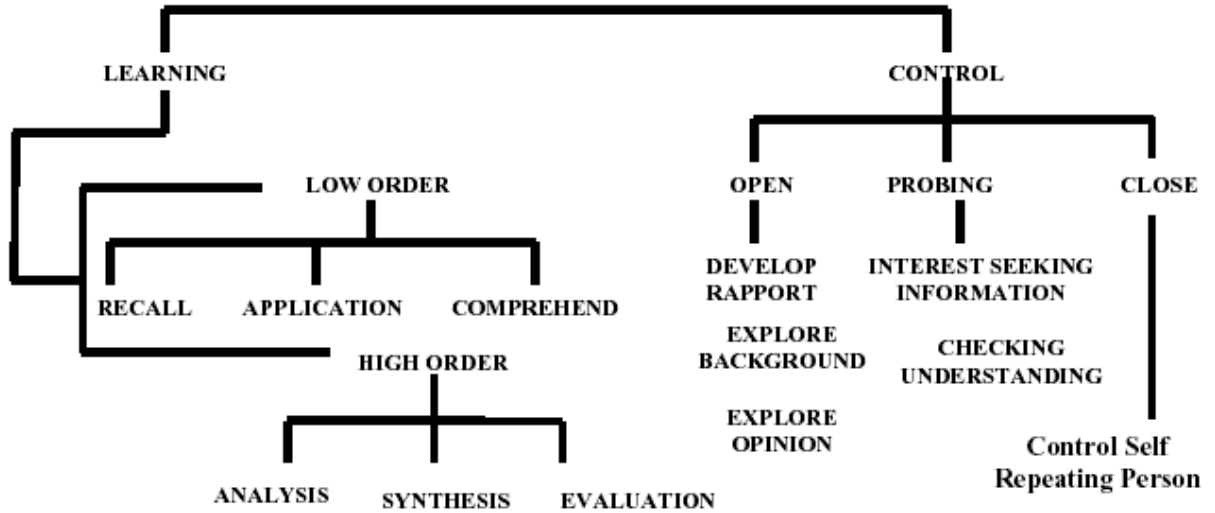 LEARNING
CONTROL
LOW ORDER
OPEN
PROBING
CLOSE
DEVELOP
RAPPORT
INTEREST SEEKING
INFORMATION
RECALL
APPLICATION
COMPREHEND
EXPLORE
BACKGROUND
CHECKING
UNDERSTANDING
HIGH ORDER
EXPLORE
OPINION
Control Self
Repeating Person
ANALYSIS
SYNTHESIS
EVALUATION